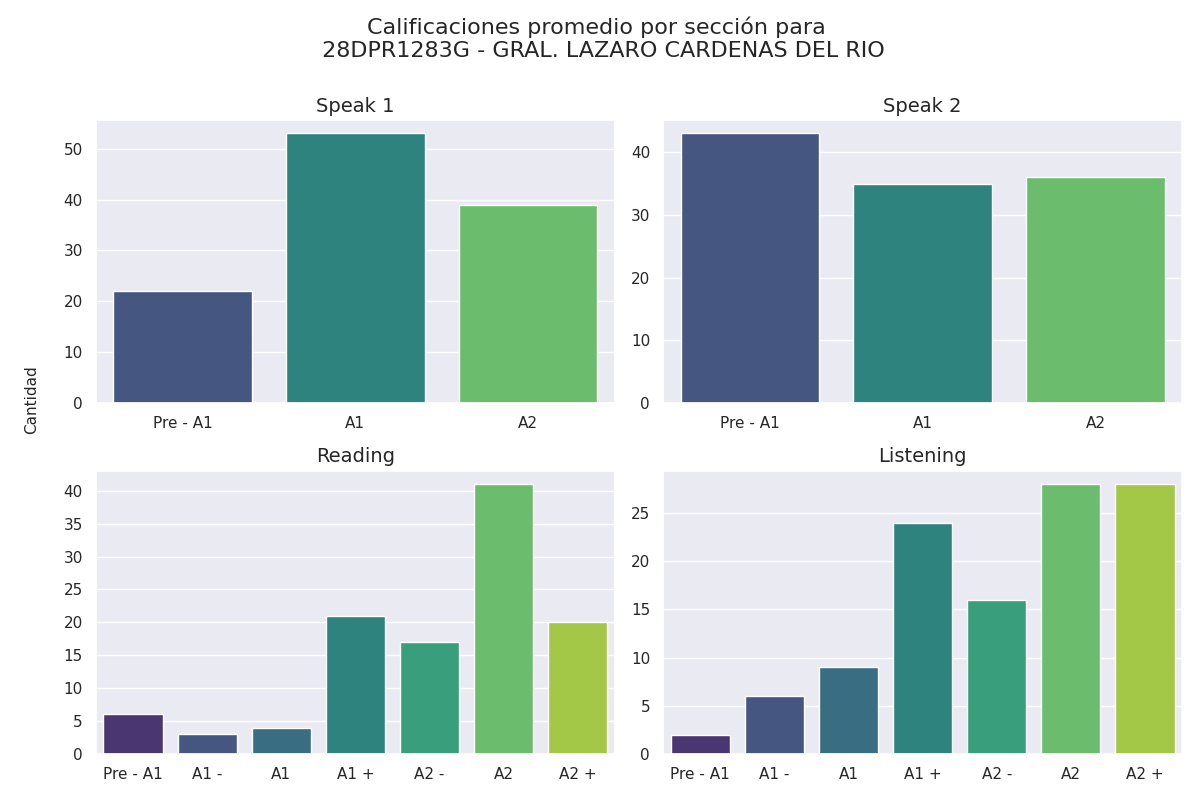 Calificaciones promedio por sección para
28DPR1283G - GRAL. LAZARO CARDENAS DEL RIO
Speak 1
50
40
30
20
10
0
Pre - A1 A1 A2
Speak 2
40
30
20
10
0
Pre - A1 A1 A2
Cantidad
Reading
40
35
30
25
20
15
10
5
0
Pre - A1 A1 - A1 A1 + A2 - A2 A2 +
Listening
25
20
15
10
5
0
Pre - A1 A1 - A1 A1 + A2 - A2 A2 +